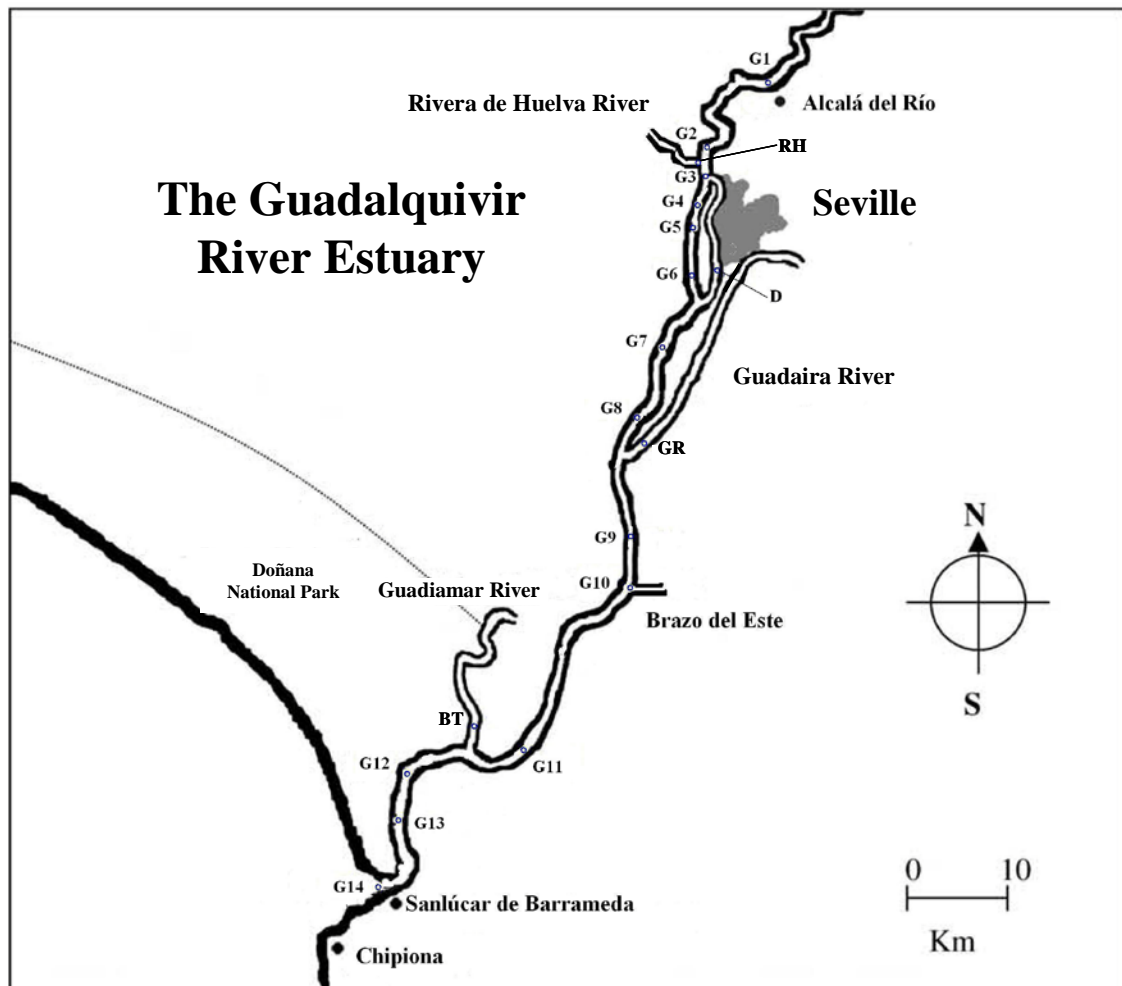 G1
Rivera de Huelva River
Alcalá del Río
G2
RH
G3
The Guadalquivir
River Estuary
G4
Seville
G5
G6
D
G7
Guadaira River
G8
GR
N
G9
Doñana
National Park
Guadiamar River
G10
Brazo del Este
S
BT
G12
G11
G13
0 10
G14
Sanlúcar de Barrameda
Km
Chipiona